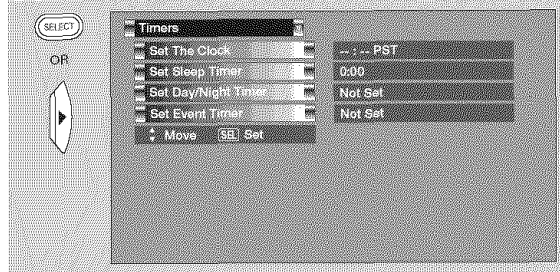 SELECT
OR
Timers
Set The Clock -- : -- PST
Set Sleep Timer 0:00
Set Day/Night Timer Not Set
Set Event Timer Not Set
Move SEL Set